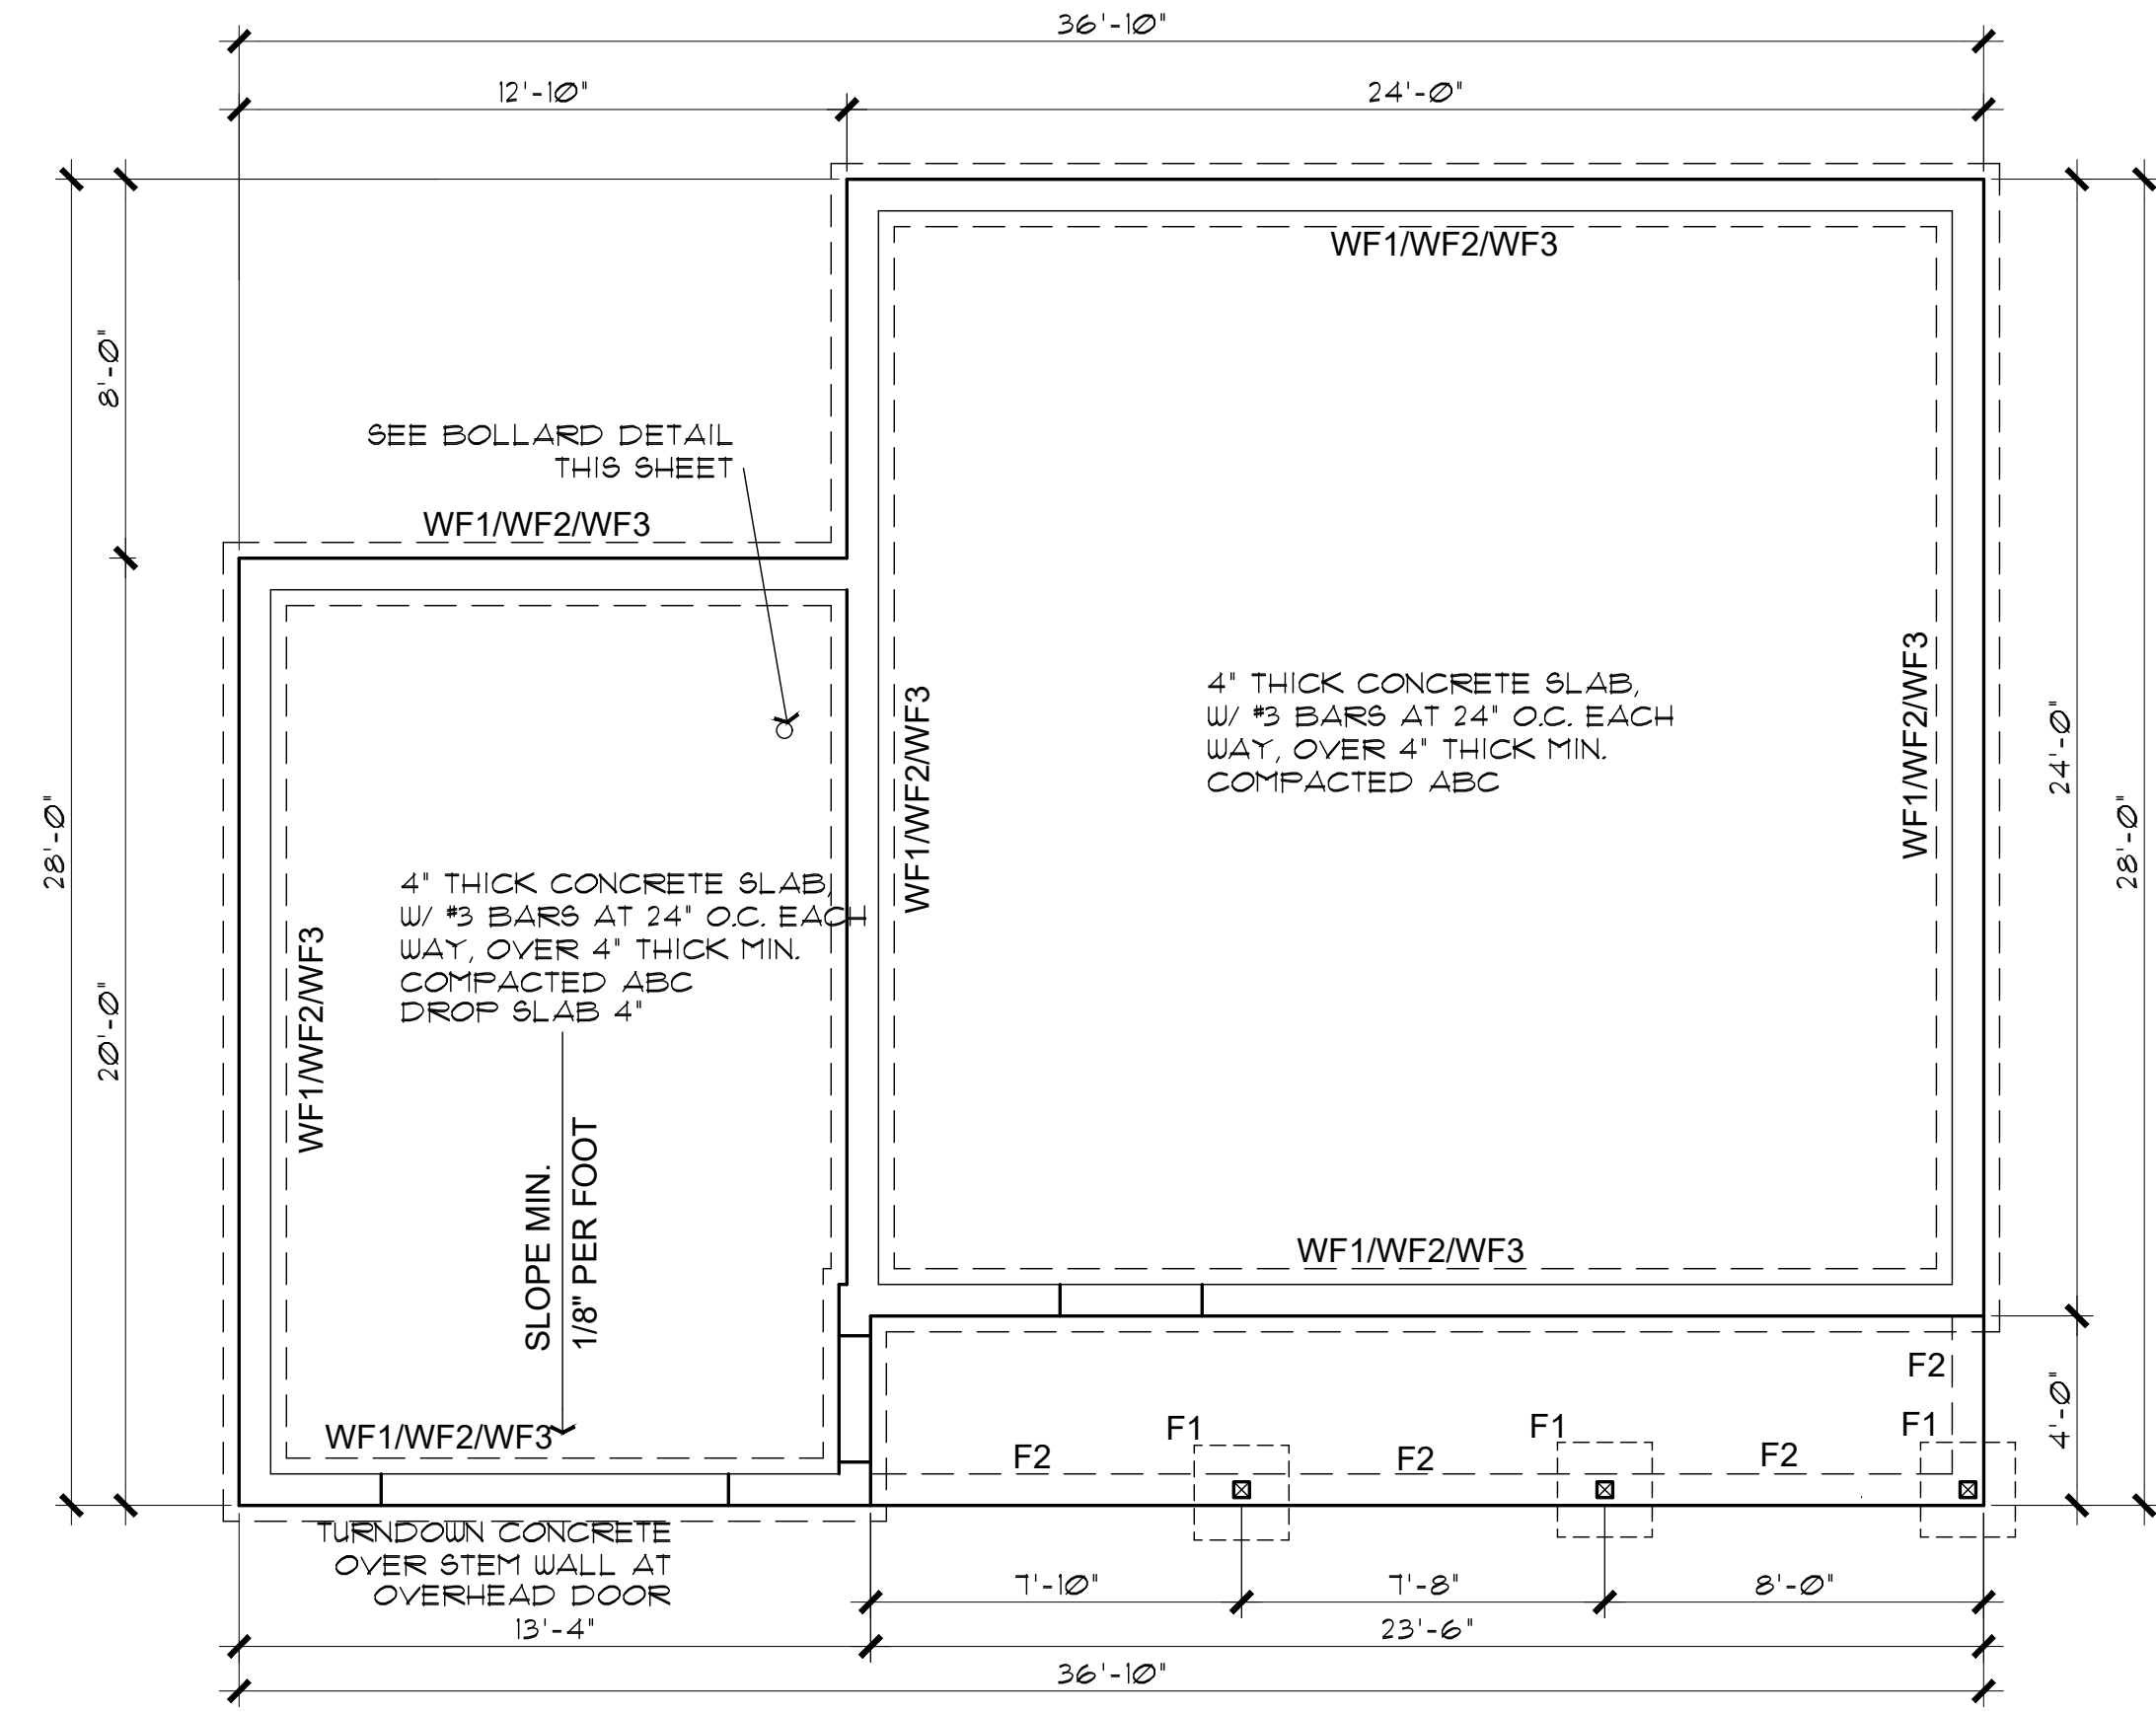 36'-10"
12'-10"
24'-0"
WF1/WF2/WF3
8'-0"
SEE BOLLARD DETAIL
THIS SHEET
WF1/WF2/WF3
4" THICK CONCRETE SLAB,
W/ #3 BARS AT 24" O.C. EACH
WAY, OVER 4" THICK MIN.
COMPACTED ABC
WF1/WF2/WF3
WF1/WF2/WF3
24'-0"
28'-0"
28'-0"
20'-0"
4" THICK CONCRETE SLAB,
W/ #3 BARS AT 24" O.C. EACH
WAY, OVER 4" THICK MIN.
COMPACTED ABC
DROP SLAB 4"
WF1/WF2/WF3
SLOPE MIN.
1/8" PER FOOT
WF1/WF2/WF3
F2
WF1/WF2/WF3
F1
F1
F1
F2
F2
F2
4'-0"
TURNDOWN CONCRETE
OVER STEM WALL AT
OVERHEAD DOOR
7'-10"
7'-8"
8'-0"
13'-4"
23'-6"
36'-10"